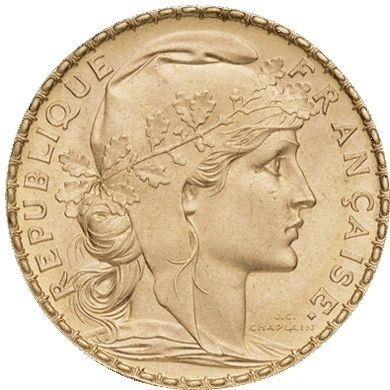 REPUBLIQUE
FRANÇAISE.
J.C.
CHAPLAIN